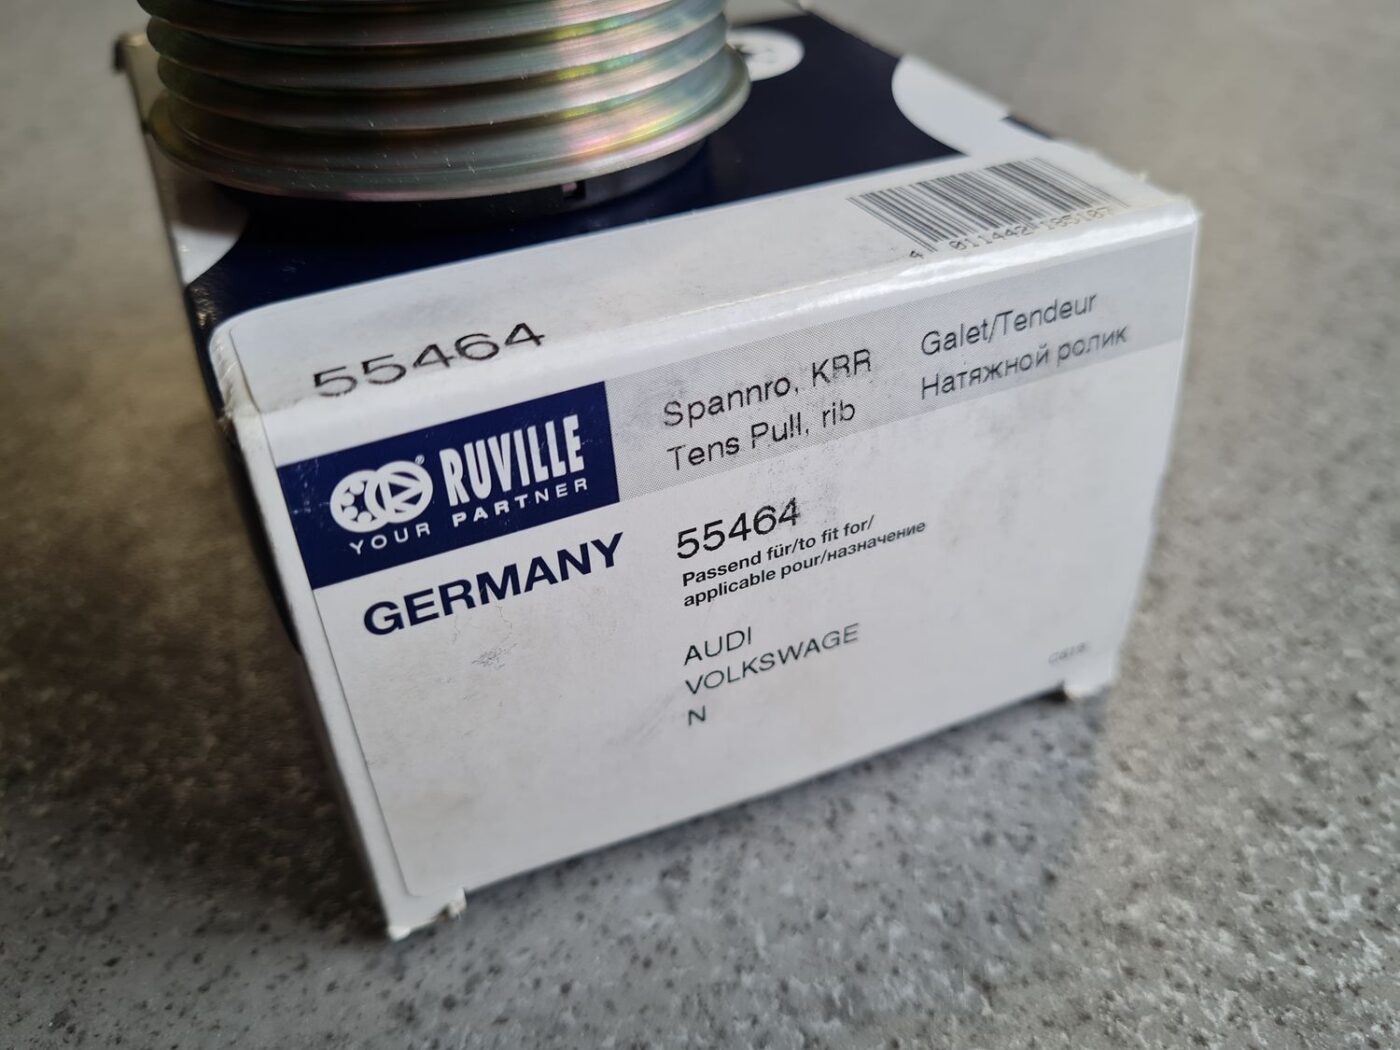 55464
RUVILLE
YOUR PARTNER
GERMANY
Spannro, KRR
Tens Pull, rib
Galet/Tendeur
Натяжной ролик
55464
Passend für/to fit for/
applicable pour/назначение
AUDI
VOLKSWAGE
N